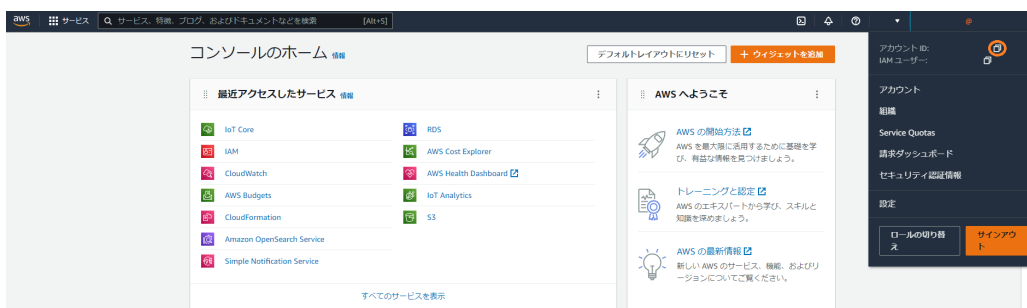 aws
サービス
サービス、特徴、ブログ、およびドキュメントなどを検索
[Alt+S]
@
コンソールのホーム 情報
デフォルトレイアウトにリセット
+ ウィジェットを追加
アカウント ID:
IAM ユーザー:
アカウント
組織
Service Quotas
請求ダッシュボード
セキュリティ認証情報
設定
ロールの切り替
え
サインアウ
ト
最近アクセスしたサービス 情報
IoT Core
IAM
CloudWatch
AWS Budgets
CloudFormation
Amazon OpenSearch Service
Simple Notification Service
RDS
AWS Cost Explorer
AWS Health Dashboard
IoT Analytics
S3
すべてのサービスを表示
AWS へようこそ
AWS の開始方法
AWS を最大限に活用するために基礎を学
び、有益な情報を見つけましょう。
トレーニングと認定
AWS のエキスパートから学び、スキルと
知識を深めましょう。
AWS の最新情報
新しい AWS のサービス、機能、およびリ
ージョンについてご覧ください。